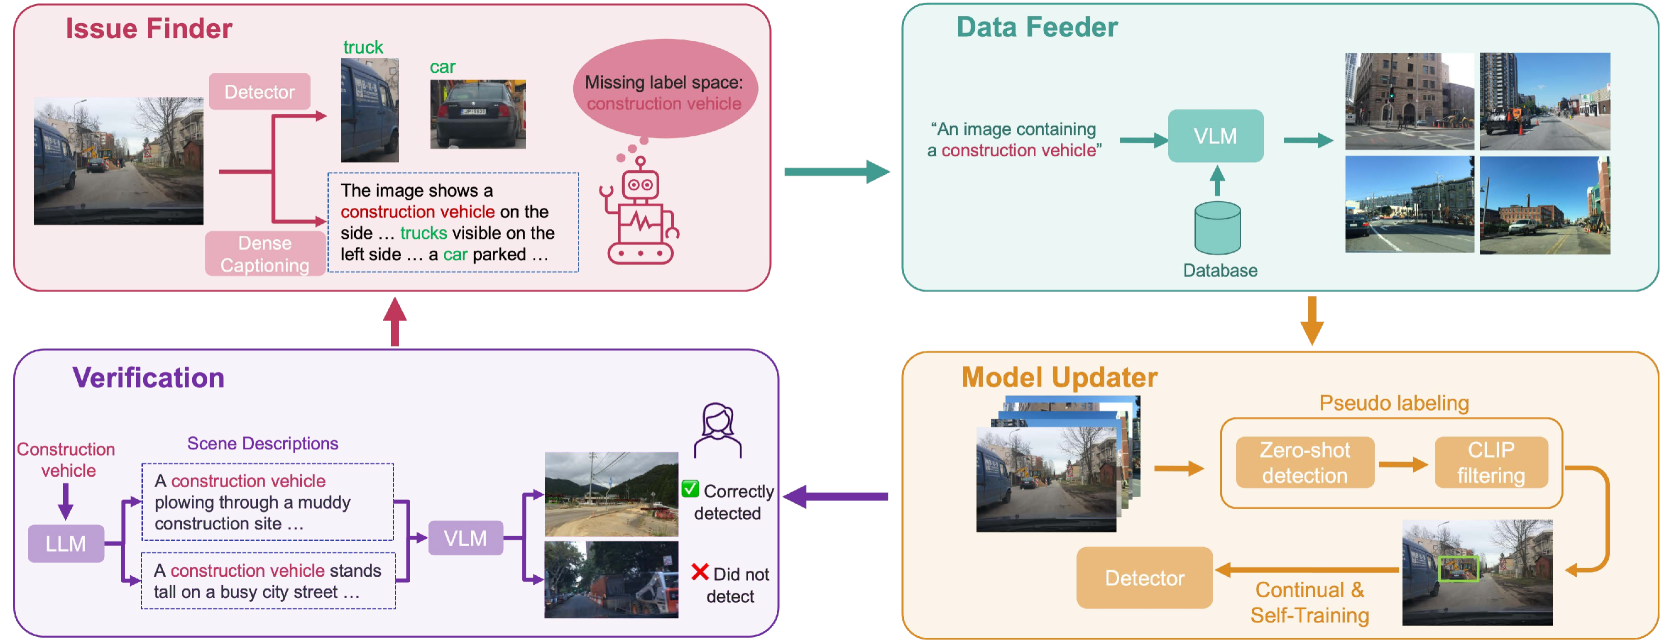 Issue Finder
truck
car
Detector
Missing label space:
construction vehicle
The image shows a
construction vehicle on the
side ... trucks visible on the
left side ... a car parked ...
Dense
Captioning
Data Feeder
“An image containing
a construction vehicle”
VLM
Database
Verification
Construction
vehicle
Scene Descriptions
A construction vehicle
plowing through a muddy
construction site ...
LLM
VLM
A construction vehicle stands
tall on a busy city street ...
Correctly
detected
Did not
detect
Model Updater
Pseudo labeling
Zero-shot
detection
CLIP
filtering
Detector
Continual &
Self-Training